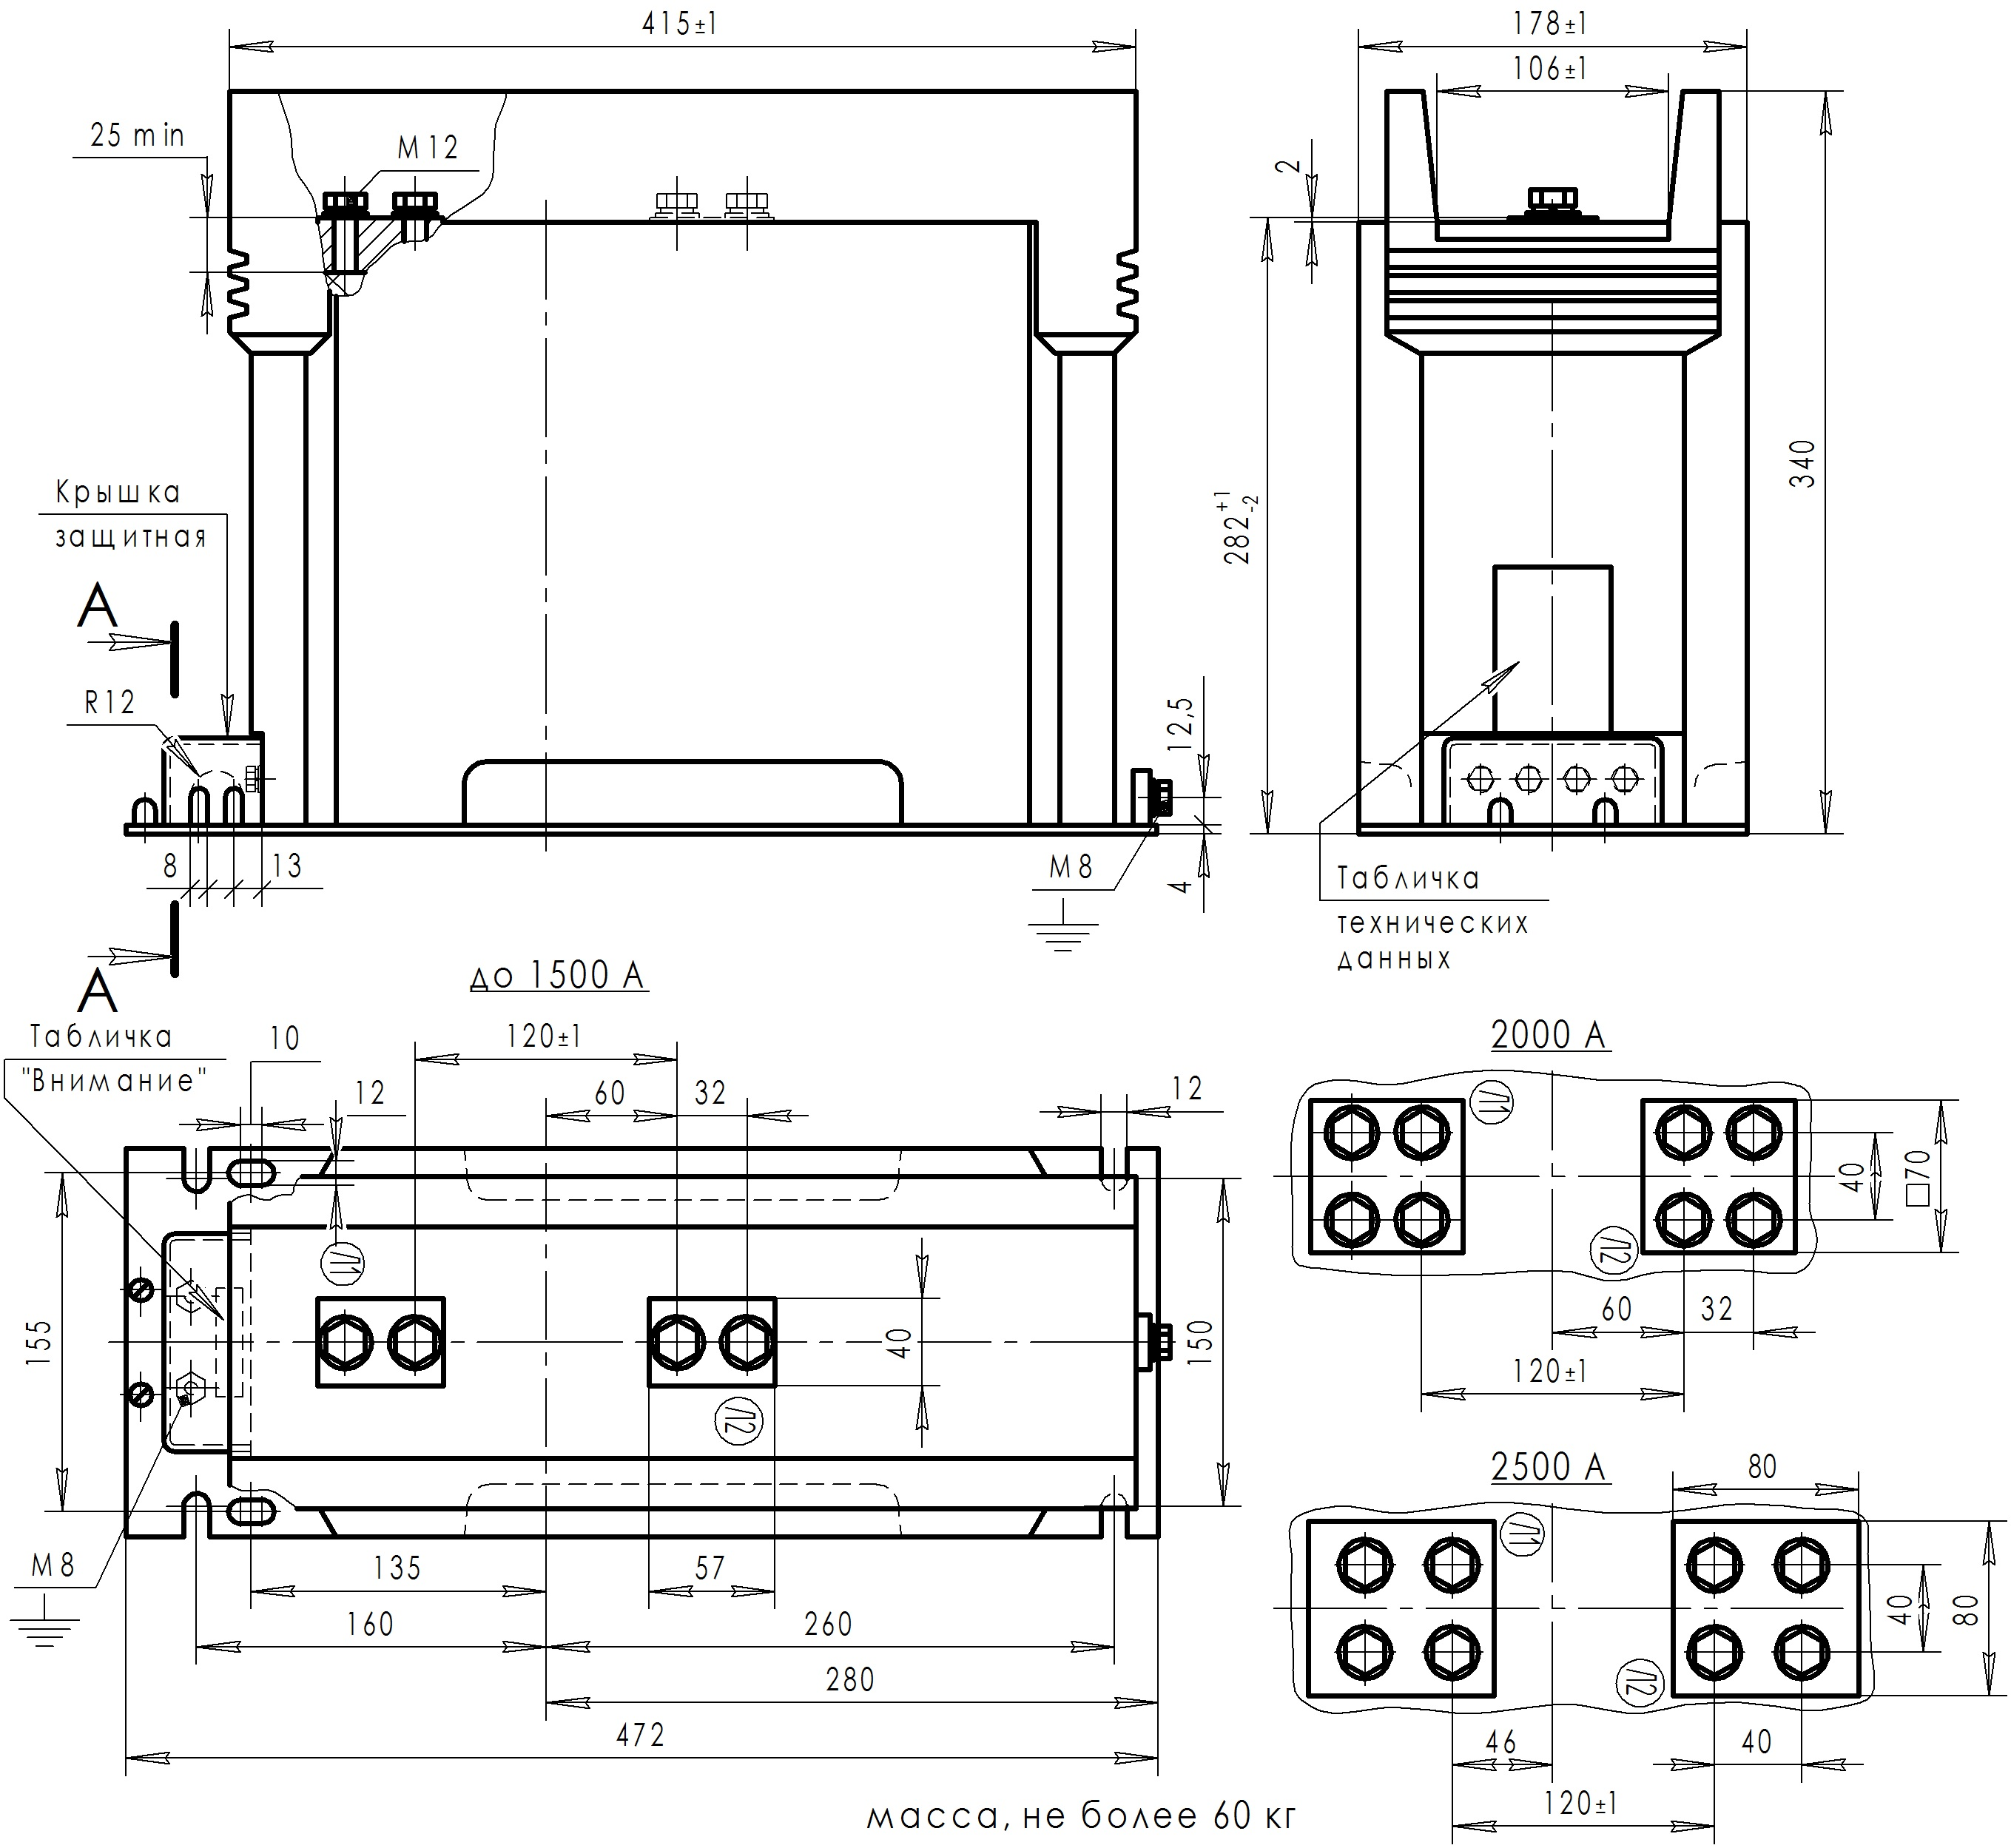 415±1
178±1
106±1
25 min
M12
2
Крышка
защитная
282+1-2
340
А
R12
12,5
8
13
M8
4
Табличка
технических
данных
А
до 1500 А
Табличка
"Внимание"
10
120±1
12
60
32
12
2000 А
Л1
Л1
40
□70
155
40
150
Л2
60
32
120±1
Л2
2500 А
80
Л1
M8
135
57
40
80
160
260
280
Л2
472
46
40
120±1
масса, не более 60 кг